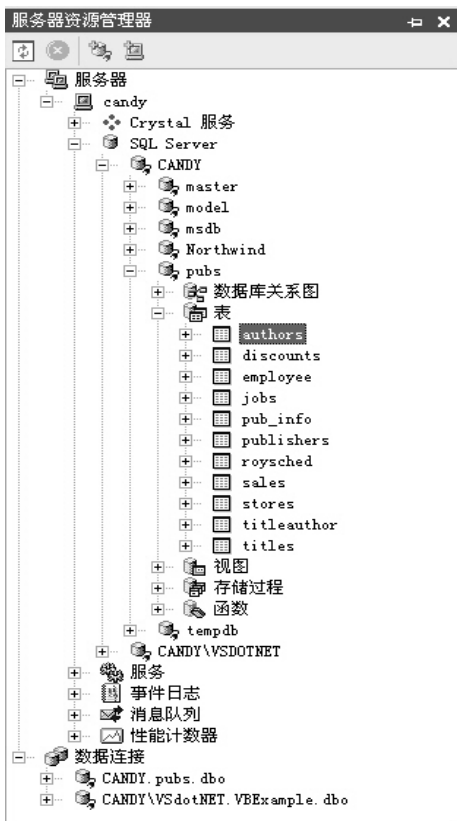 服务器资源管理器
服务器
candy
Crystal 服务
SQL Server
CANDY
master
model
msdb
Northwind
pubs
数据库关系图
表
authors
discounts
employee
jobs
pub_info
publishers
roysched
sales
stores
titleauthor
titles
视图
存储过程
函数
tempdb
CANDY\VSDOTNET
服务
事件日志
消息队列
性能计数器
数据连接
CANDY.pubs.dbo
CANDY\VSdotNET.VBExample.dbo